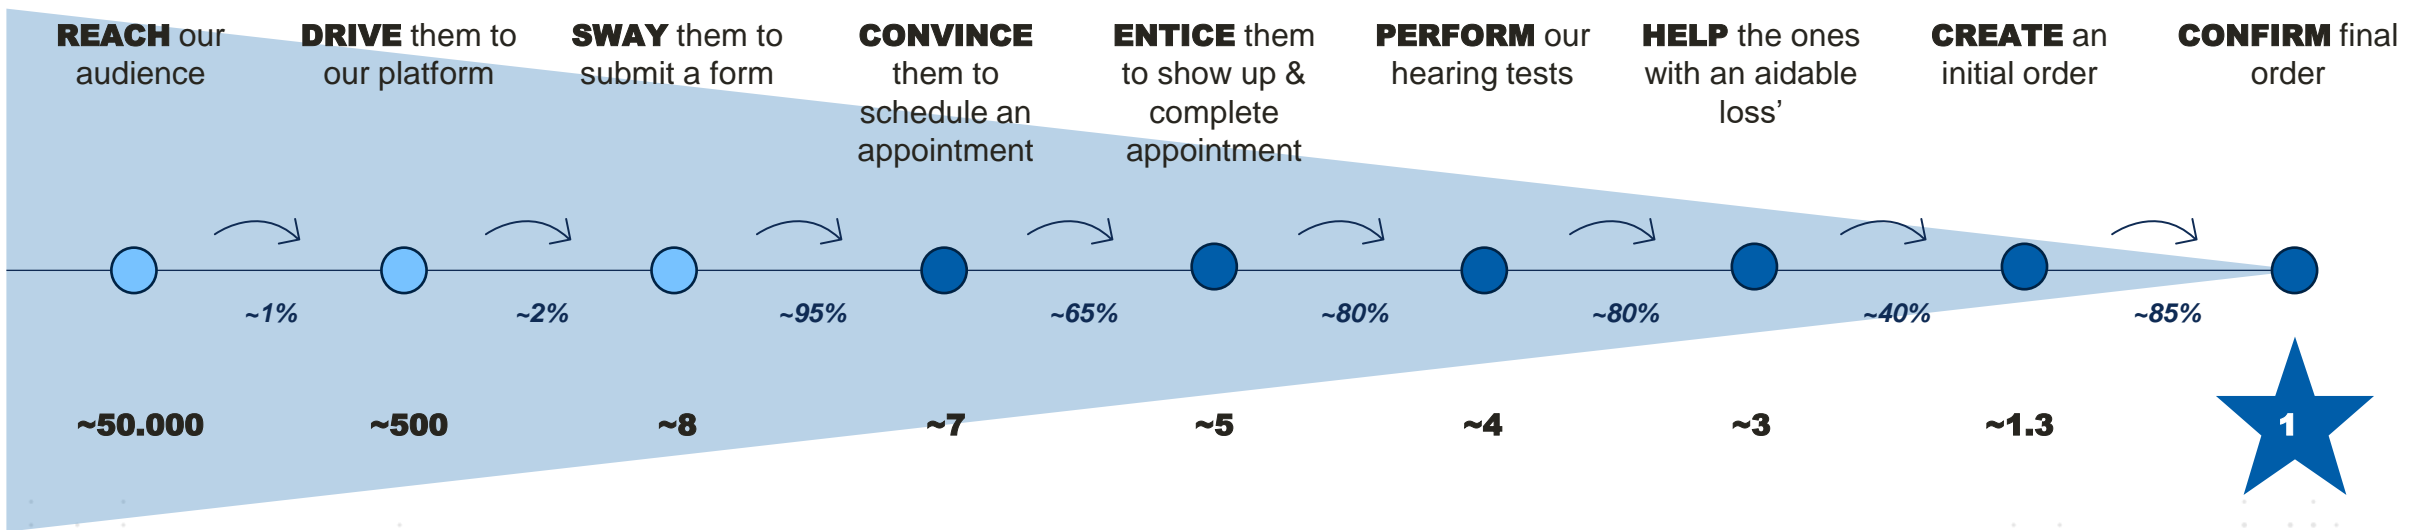 REACH our
audience
DRIVE them to
our platform
SWAY them to
submit a form
CONVINCE
them to
schedule an
appointment
ENTICE them
to show up &
complete
appointment
PERFORM our
hearing tests
HELP the ones
with an aidable
loss’
CREATE an
initial order
CONFIRM final
order
~1%
~2%
~95%
~65%
~80%
~80%
~40%
~85%
~50.000
~500
~8
~7
~5
~4
~3
~1.3
1